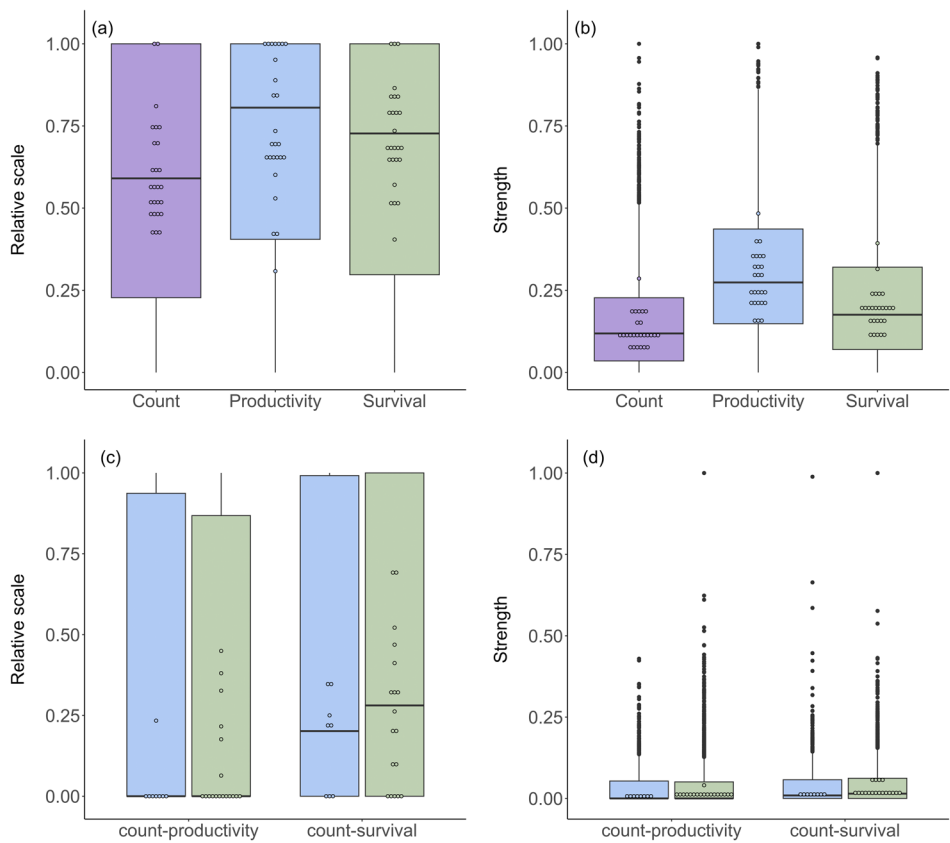 (a)
Relative scale
1.00
0.75
0.50
0.25
0.00
Count Productivity Survival
(b)
Strength
1.00
0.75
0.50
0.25
0.00
Count Productivity Survival
(c)
Relative scale
1.00
0.75
0.50
0.25
0.00
count-productivity count-survival
(d)
Strength
1.00
0.75
0.50
0.25
0.00
count-productivity count-survival